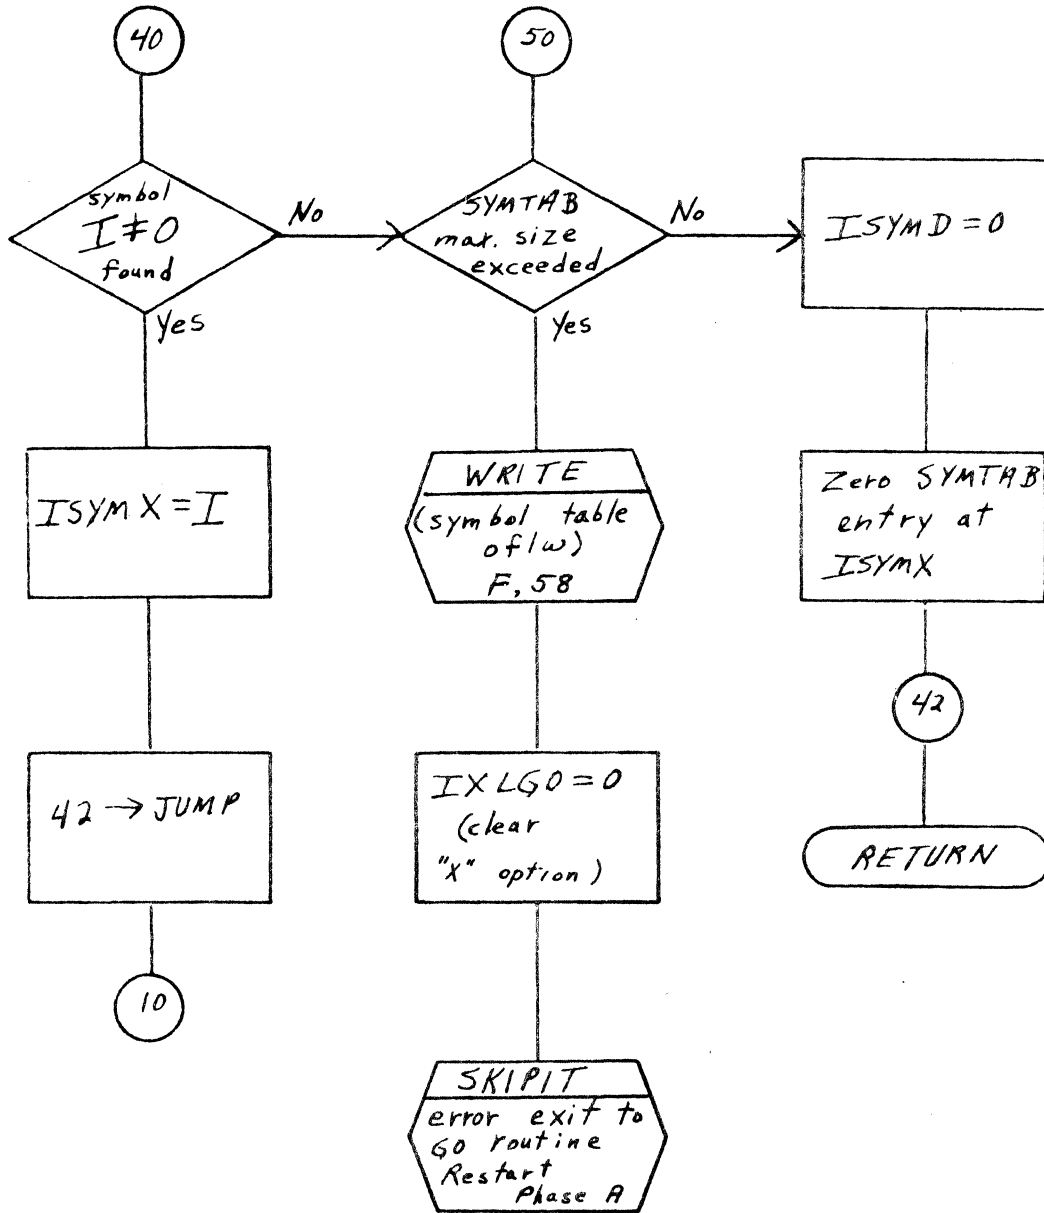 40
symbol
I≠0
found
No
Yes
ISYMX = I
42 → JUMP
10
50
SYMTAB
max. size
exceeded
No
Yes
WRITE
(symbol table
oflw)
F, 58
IXLGO = 0
(clear
"X" option)
SKIPIT
error exit to
GO routine
Restart
Phase A
ISYMD = 0
Zero SYMTAB
entry at
ISYMX
42
RETURN